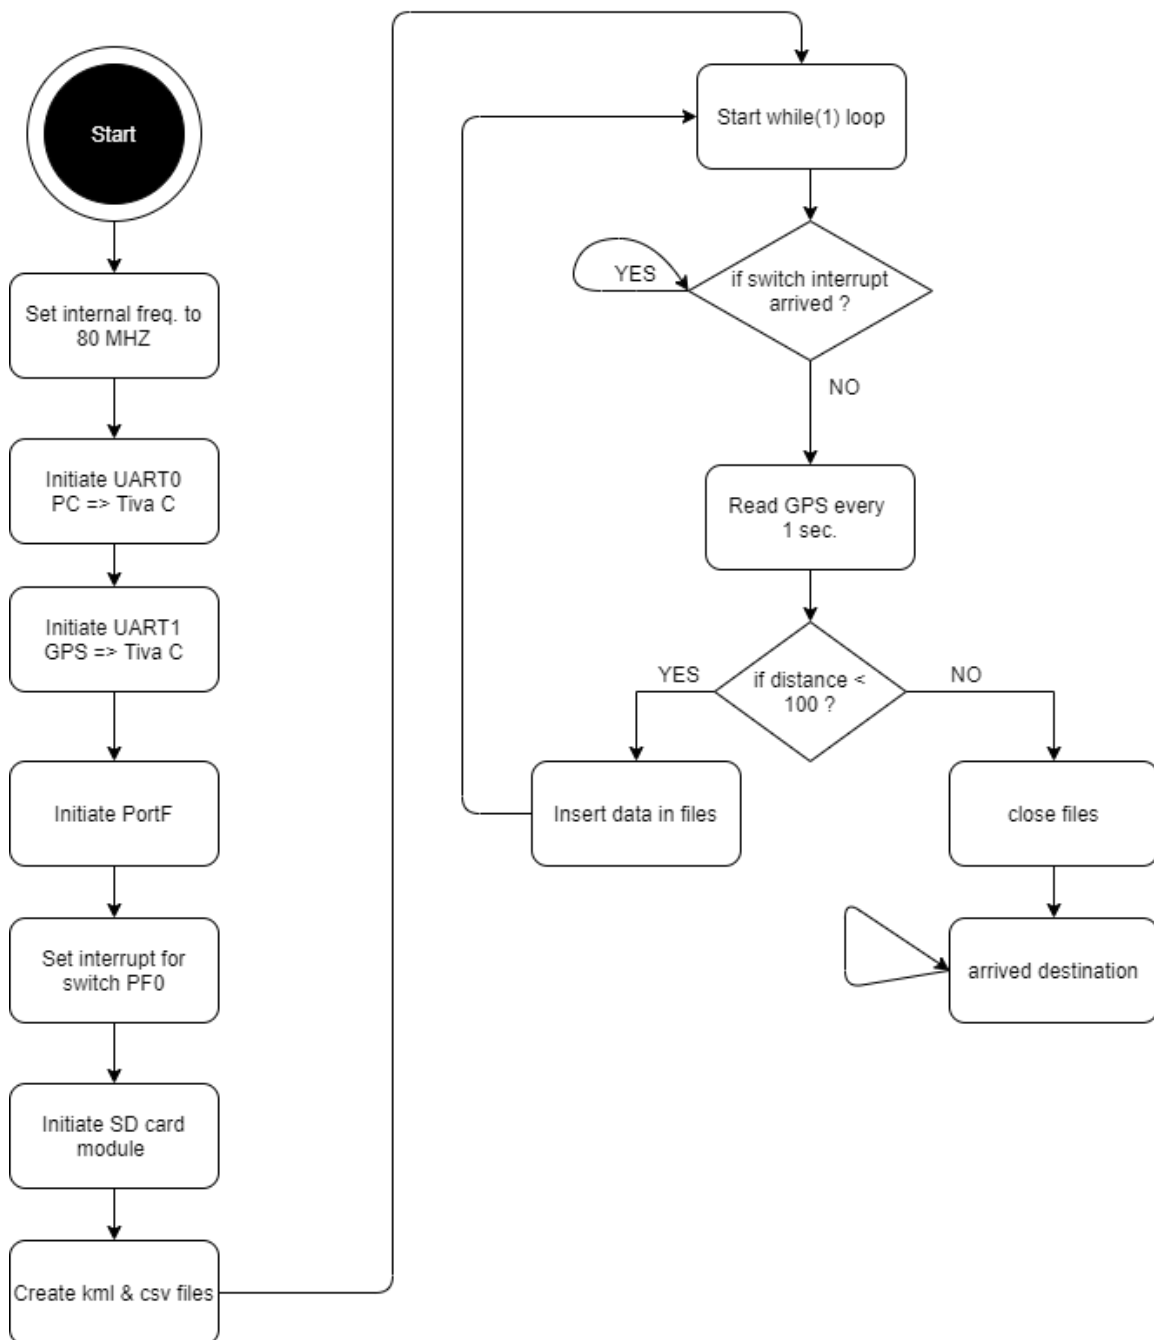 Start
Set internal freq. to
80 MHZ
Initiate UART0
PC => Tiva C
Initiate UART1
GPS => Tiva C
Initiate PortF
Set interrupt for
switch PF0
Initiate SD card
module
Create kml & csv files
Start while(1) loop
if switch interrupt
arrived ?
YES
NO
Read GPS every
1 sec.
if distance <
100 ?
YES
NO
Insert data in files
close files
arrived destination